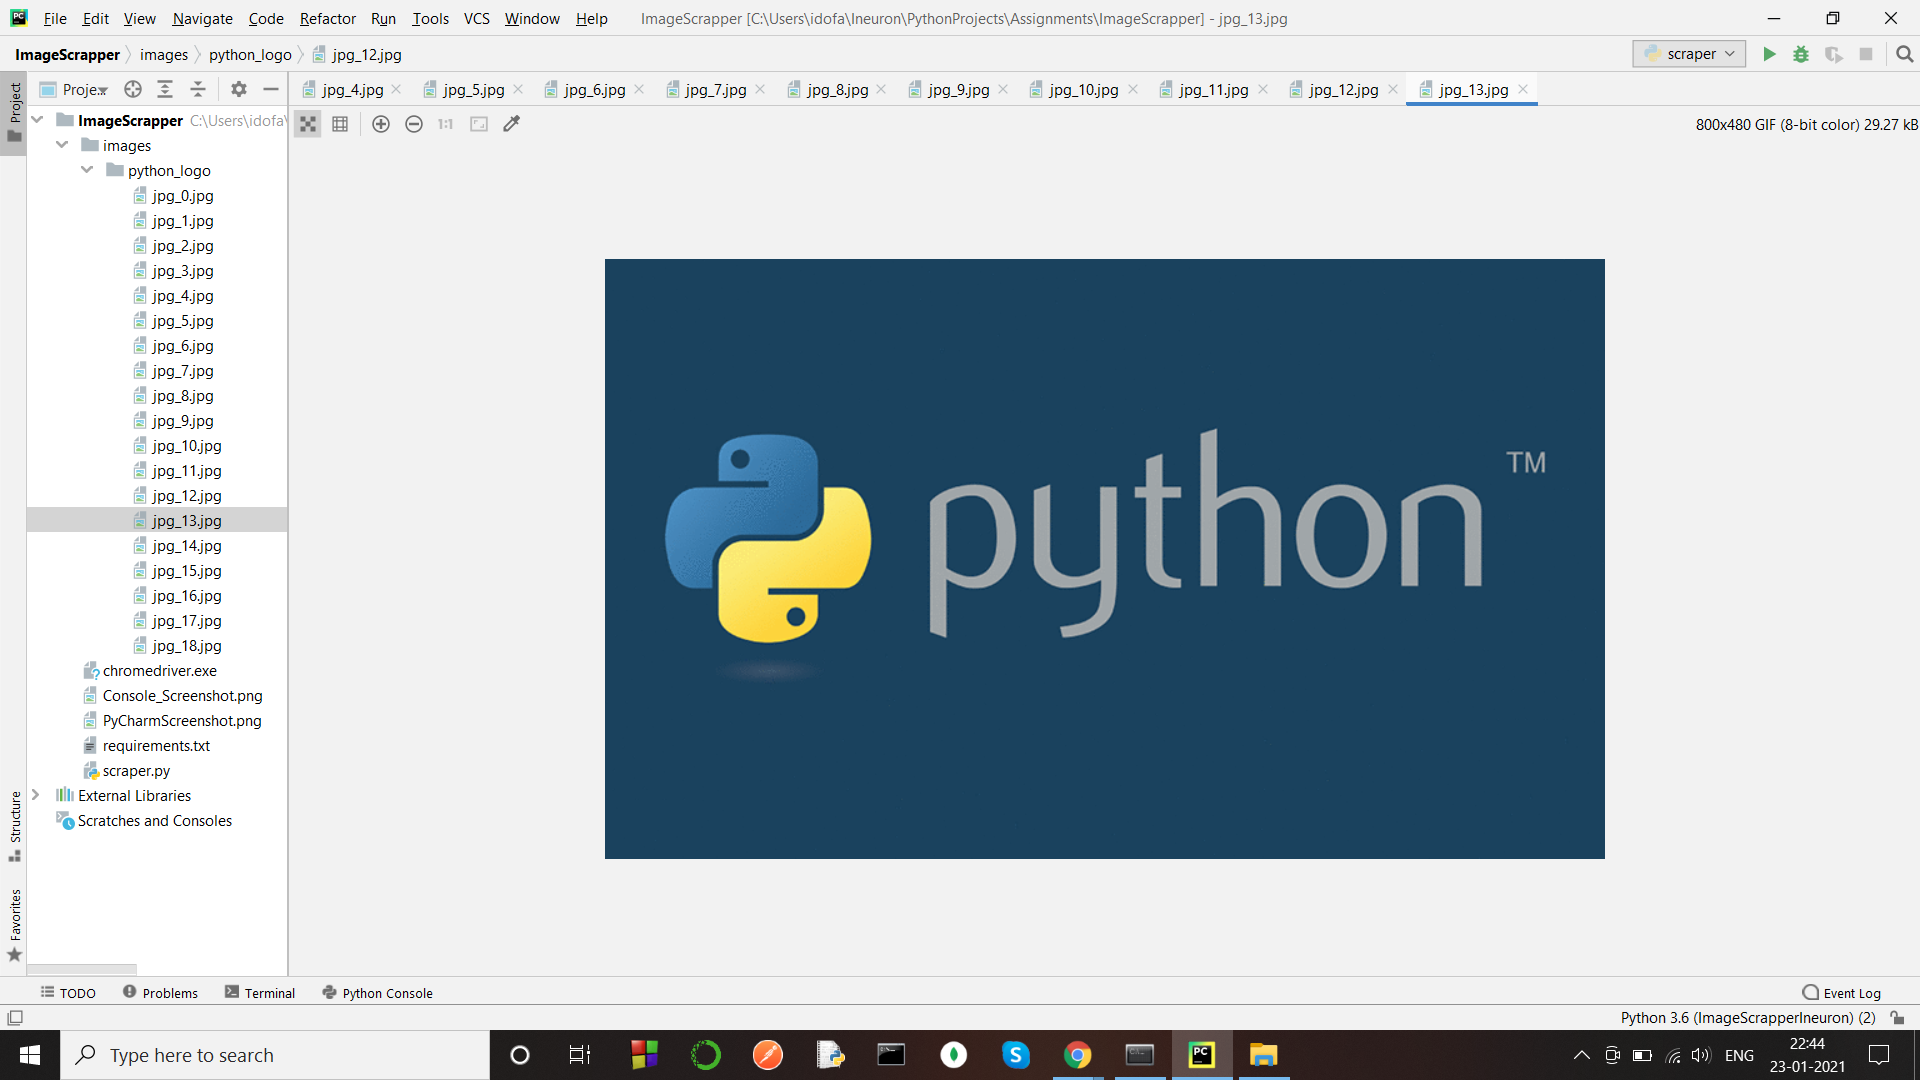 File Edit View Navigate Code Refactor Run Tools VCS Window Help ImageScrapper [C:\Users\idofa\Ineuron\PythonProjects\Assignments\ImageScrapper] - jpg_13.jpg
ImageScrapper images python_logo jpg_12.jpg scraper
Project Proje... jpg_4.jpg jpg_5.jpg jpg_6.jpg jpg_7.jpg jpg_8.jpg jpg_9.jpg jpg_10.jpg jpg_11.jpg jpg_12.jpg jpg_13.jpg
ImageScrapper C:\Users\idofa\ 1:1 800x480 GIF (8-bit color) 29.27 kB
images
python_logo
jpg_0.jpg
jpg_1.jpg
jpg_2.jpg
jpg_3.jpg
jpg_4.jpg
jpg_5.jpg
jpg_6.jpg
jpg_7.jpg
jpg_8.jpg
jpg_9.jpg
jpg_10.jpg
jpg_11.jpg
jpg_12.jpg
jpg_13.jpg
jpg_14.jpg
jpg_15.jpg
jpg_16.jpg
jpg_17.jpg
jpg_18.jpg
chromedriver.exe
Console_Screenshot.png
PyCharmScreenshot.png
requirements.txt
scraper.py
External Libraries
Scratches and Consoles
python TM
Structure
Favorites
TODO Problems Terminal Python Console Event Log
Python 3.6 (ImageScrapperIneuron) (2)
Type here to search ENG 22:44
23-01-2021